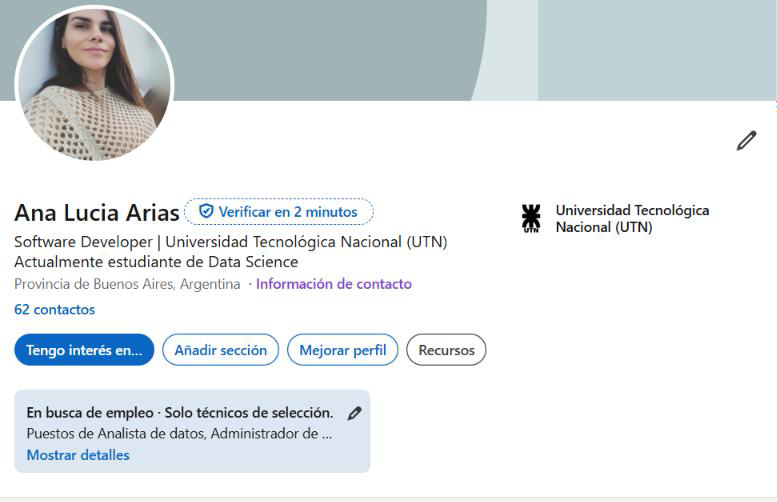 Ana Lucia Arias
Verificar en 2 minutos
Software Developer | Universidad Tecnológica Nacional (UTN)
Actualmente estudiante de Data Science
Provincia de Buenos Aires, Argentina · Información de contacto
62 contactos
UTN
Universidad Tecnológica
Nacional (UTN)
Tengo interés en...
Añadir sección
Mejorar perfil
Recursos
En busca de empleo · Solo técnicos de selección.
Puestos de Analista de datos, Administrador de ...
Mostrar detalles